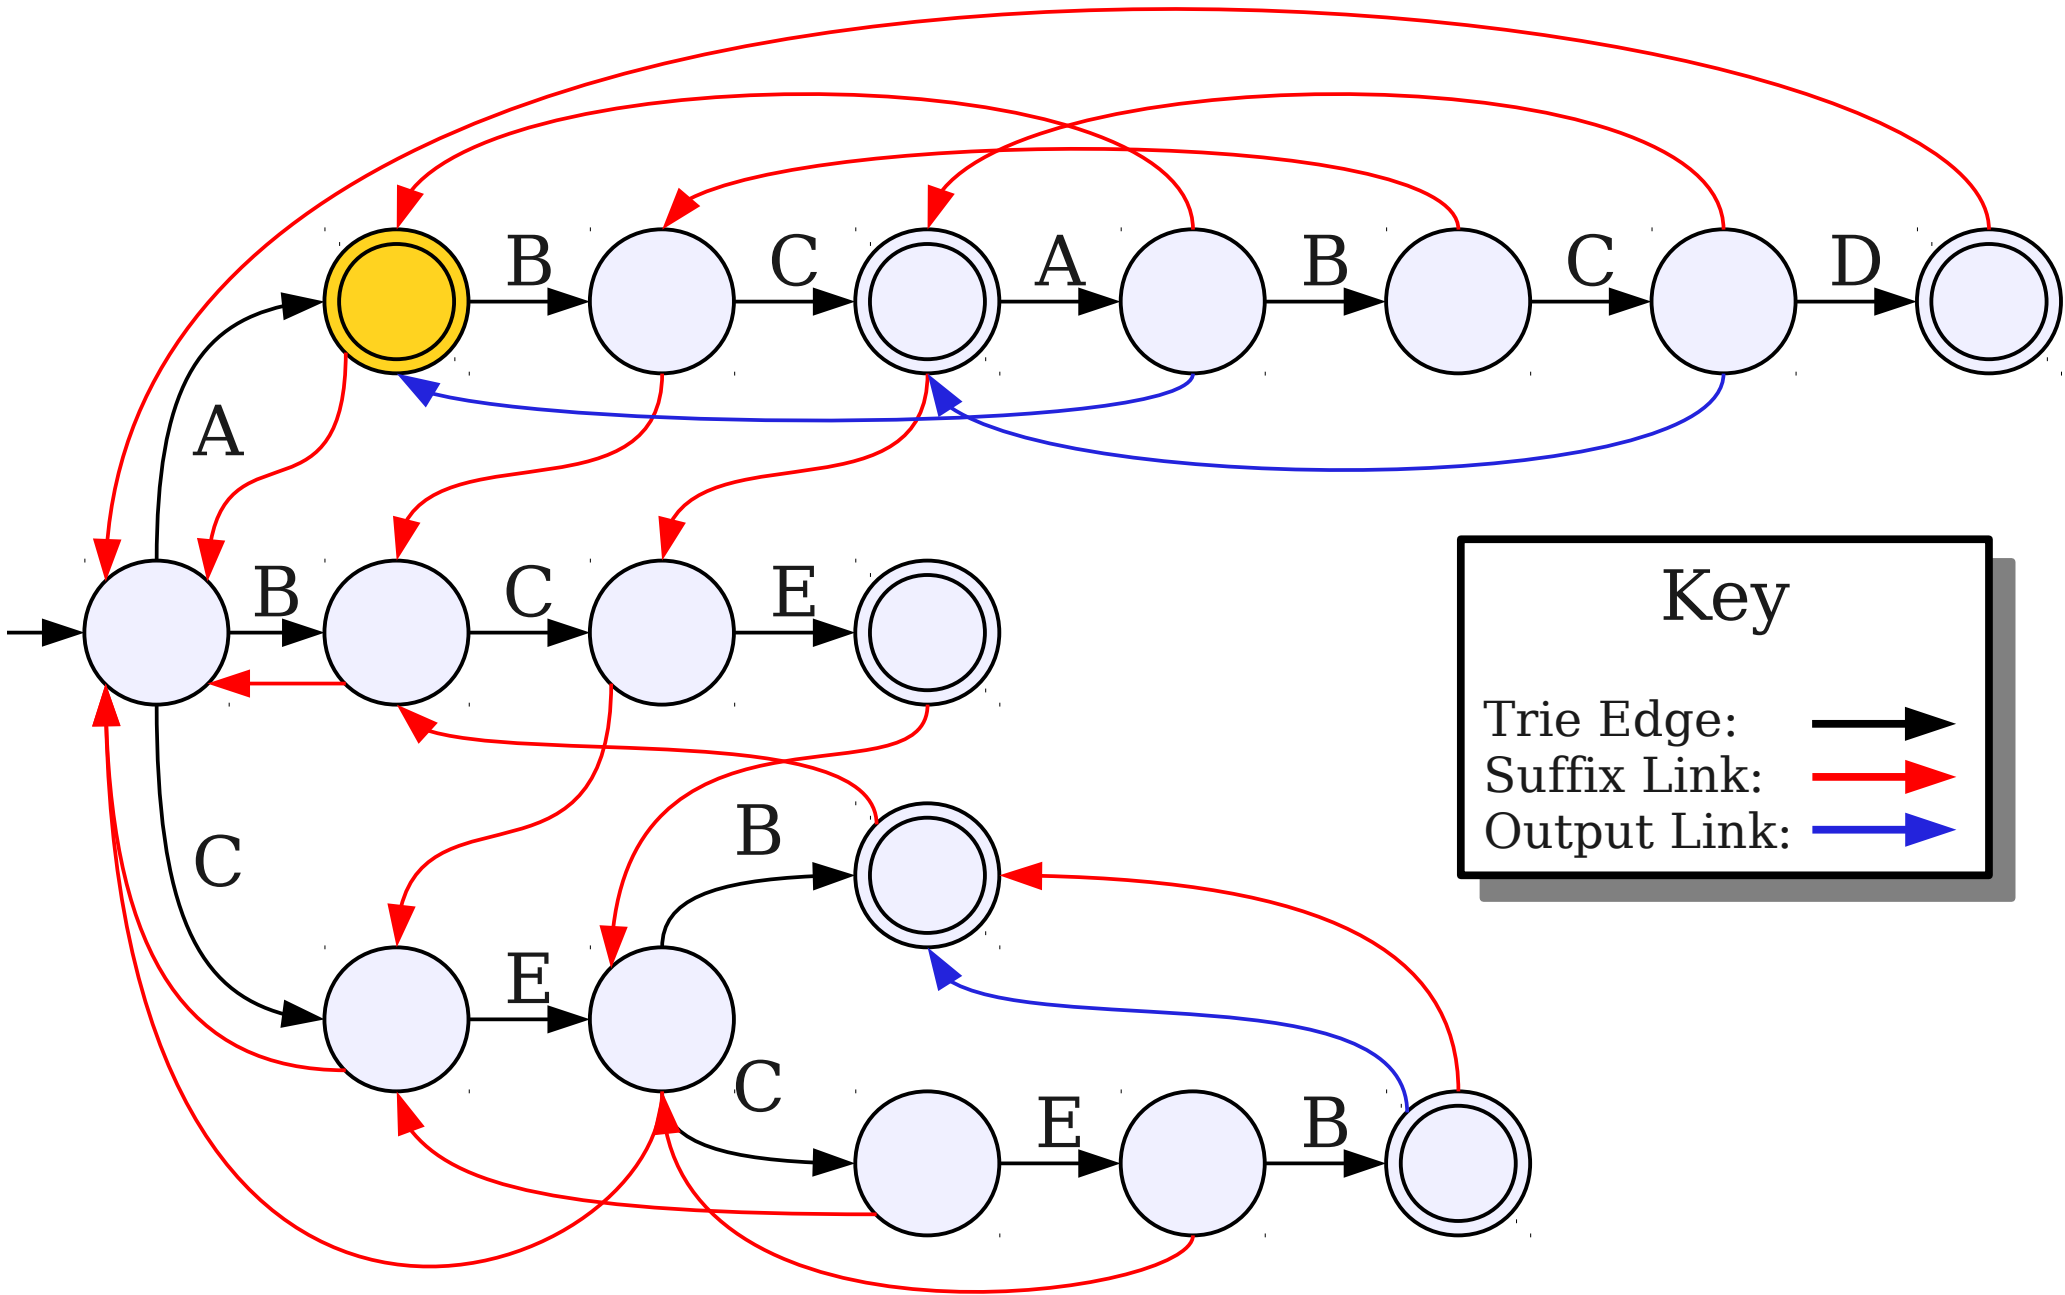 B C A B C D
A
B C E
Key
Trie Edge:
Suffix Link:
Output Link:
B
C
E
C
E B